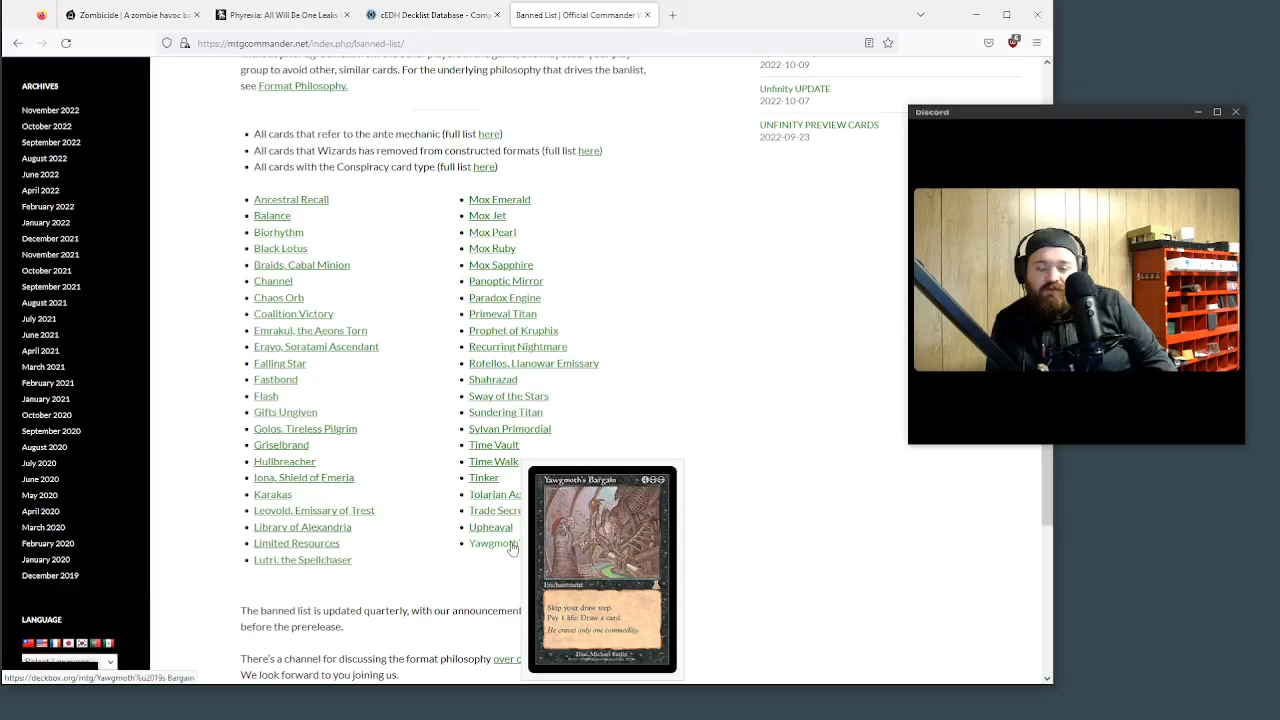 Zombicide: A zombie havoc bo
Phyrexia: All Will Be One Leaks
cEDH Decklist Database - Comp
Banned List | Official Commander W
https://mtgcommander.net/index.php/banned-list/
6
ARCHIVES
November 2022
October 2022
September 2022
August 2022
June 2022
April 2022
February 2022
January 2022
December 2021
November 2021
October 2021
September 2021
August 2021
July 2021
June 2021
April 2021
March 2021
February 2021
January 2021
October 2020
September 2020
August 2020
July 2020
June 2020
May 2020
April 2020
March 2020
February 2020
January 2020
December 2019
LANGUAGE
Select Language
https://deckbox.org/mtg/Yawgmoth%u2019s Bargain
group to avoid other, similar cards. For the underlying philosophy that drives the banlist,
see Format Philosophy.
All cards that refer to the ante mechanic (full list here)
All cards that Wizards has removed from constructed formats (full list here)
All cards with the Conspiracy card type (full list here)
Ancestral Recall
Balance
Biorhythm
Black Lotus
Braids, Cabal Minion
Channel
Chaos Orb
Coalition Victory
Emrakul, the Aeons Torn
Erayo, Soratami Ascendant
Falling Star
Fastbond
Flash
Gifts Ungiven
Golos, Tireless Pilgrim
Griselbrand
Hullbreacher
Iona, Shield of Emeria
Karakas
Leovold, Emissary of Trest
Library of Alexandria
Limited Resources
Lutri, the Spellchaser
Mox Emerald
Mox Jet
Mox Pearl
Mox Ruby
Mox Sapphire
Panoptic Mirror
Paradox Engine
Primeval Titan
Prophet of Kruphix
Recurring Nightmare
Rofellos, Llanowar Emissary
Shahrazad
Sway of the Stars
Sundering Titan
Sylvan Primordial
Time Vault
Time Walk
Tinker
Tolarian Ac
Trade Secre
Upheaval
Yawgmoth'
Yawgmoth's Bargain
Enchantment
Skip your draw step.
Pay 1 life: Draw a card.
He craves only one commodity.
Illus. Michael Sutfin
The banned list is updated quarterly, with our announcement
before the prerelease.
There's a channel for discussing the format philosophy over o
We look forward to you joining us.
2022-10-09
Unfinity UPDATE
2022-10-07
UNFINITY PREVIEW CARDS
2022-09-23
Discord